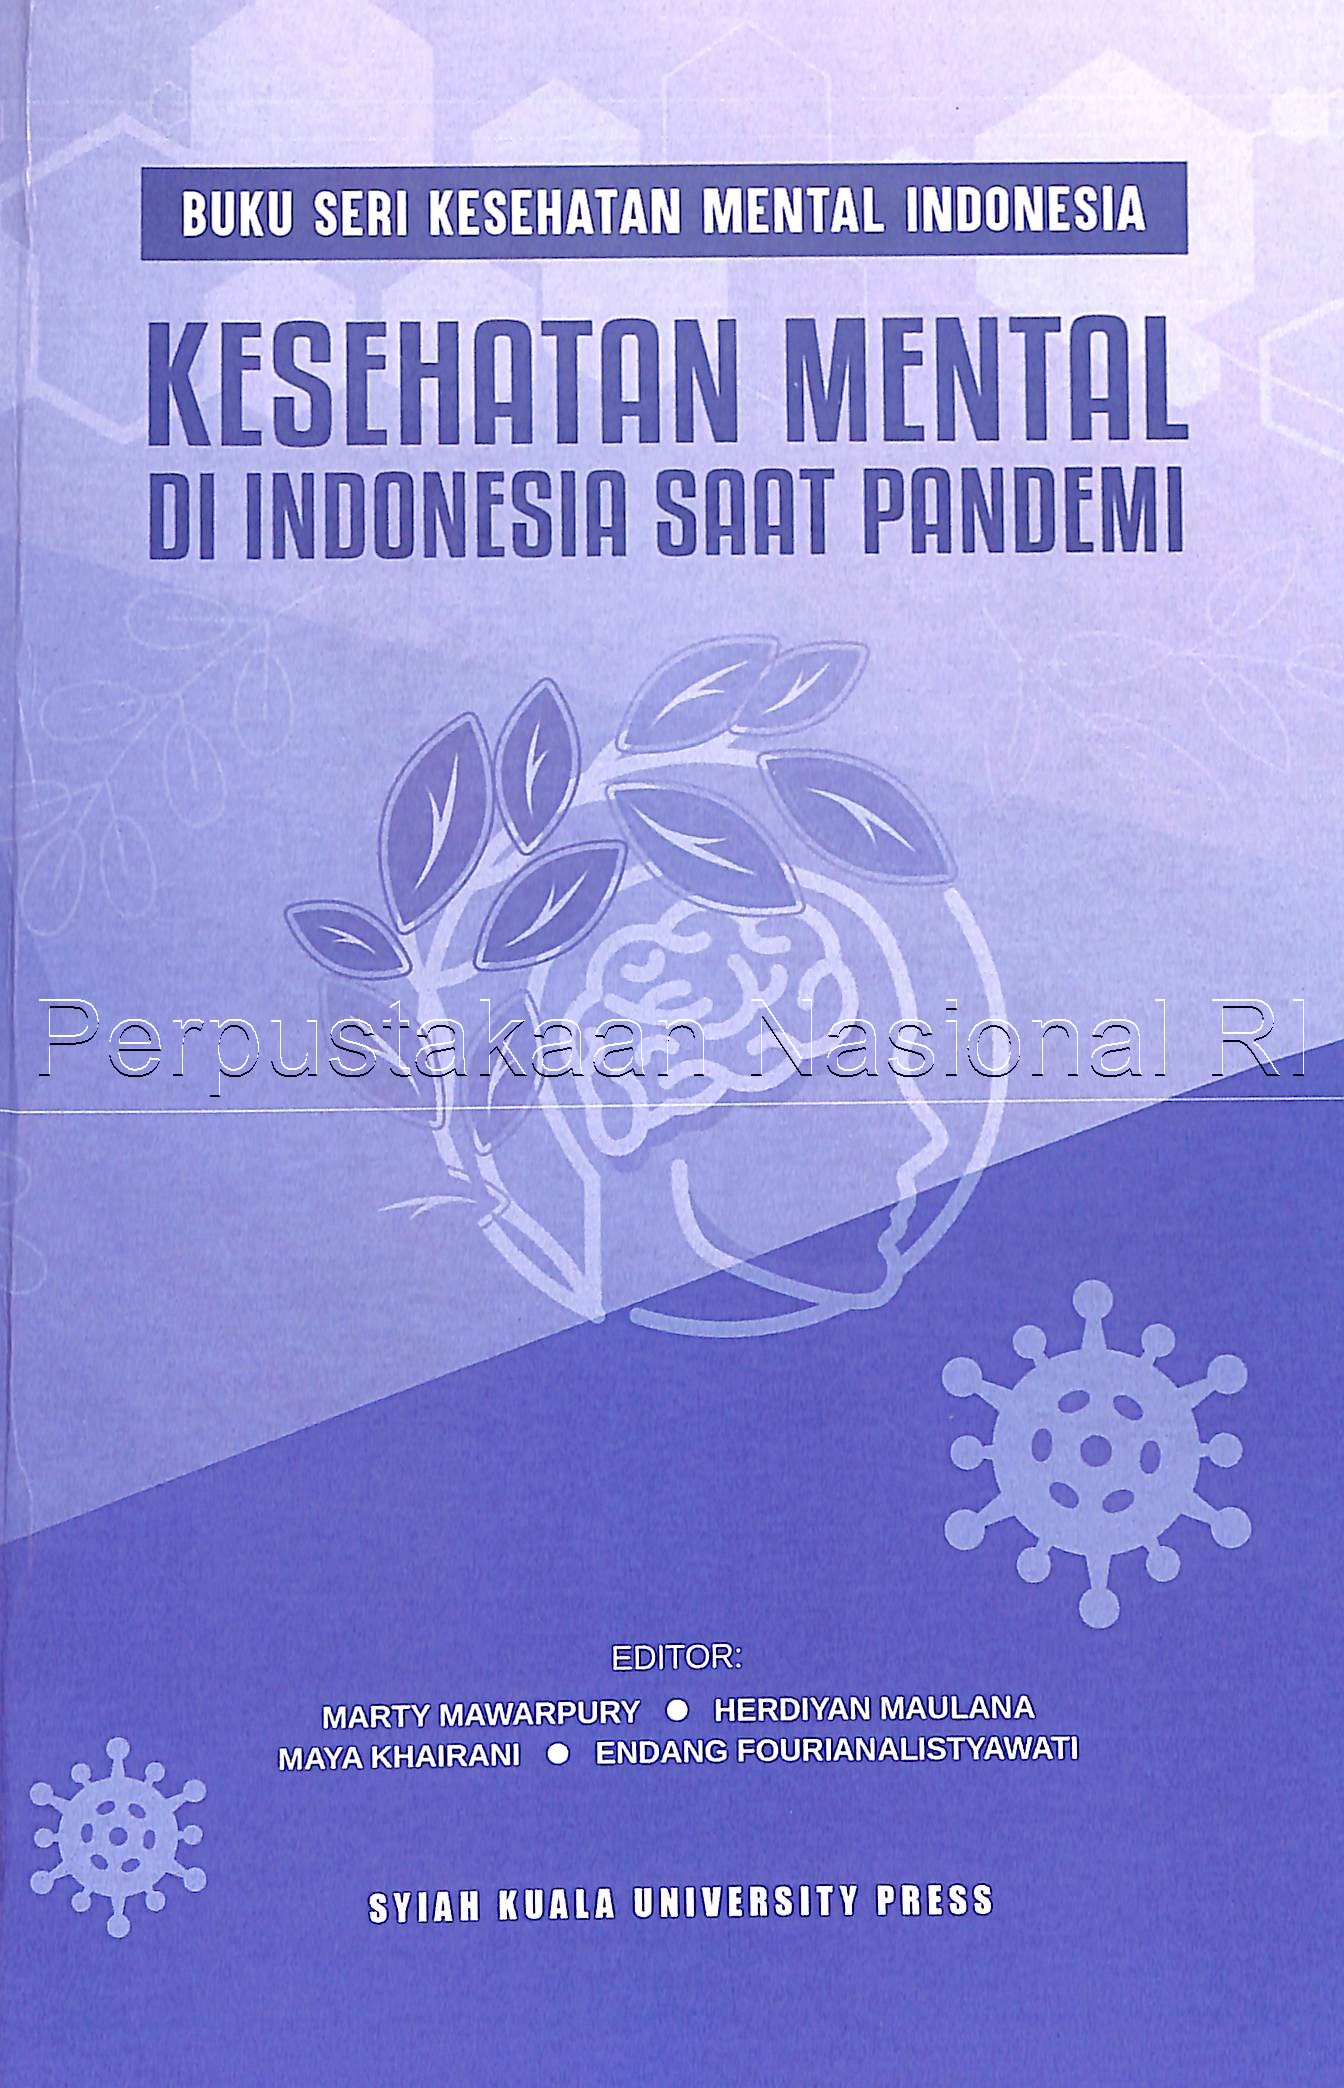 BUKU SERI KESEHATAN MENTAL INDONESIA
KESEHATAN MENTAL
DI INDONESIA SAAT PANDEMI
Perpustakaan Nasional RI
EDITOR:
MARTY MAWARPURY ● HERDIYAN MAULANA
MAYA KHAIRANI ● ENDANG FOURIANALISTYAWATI
SYIAH KUALA UNIVERSITY PRESS